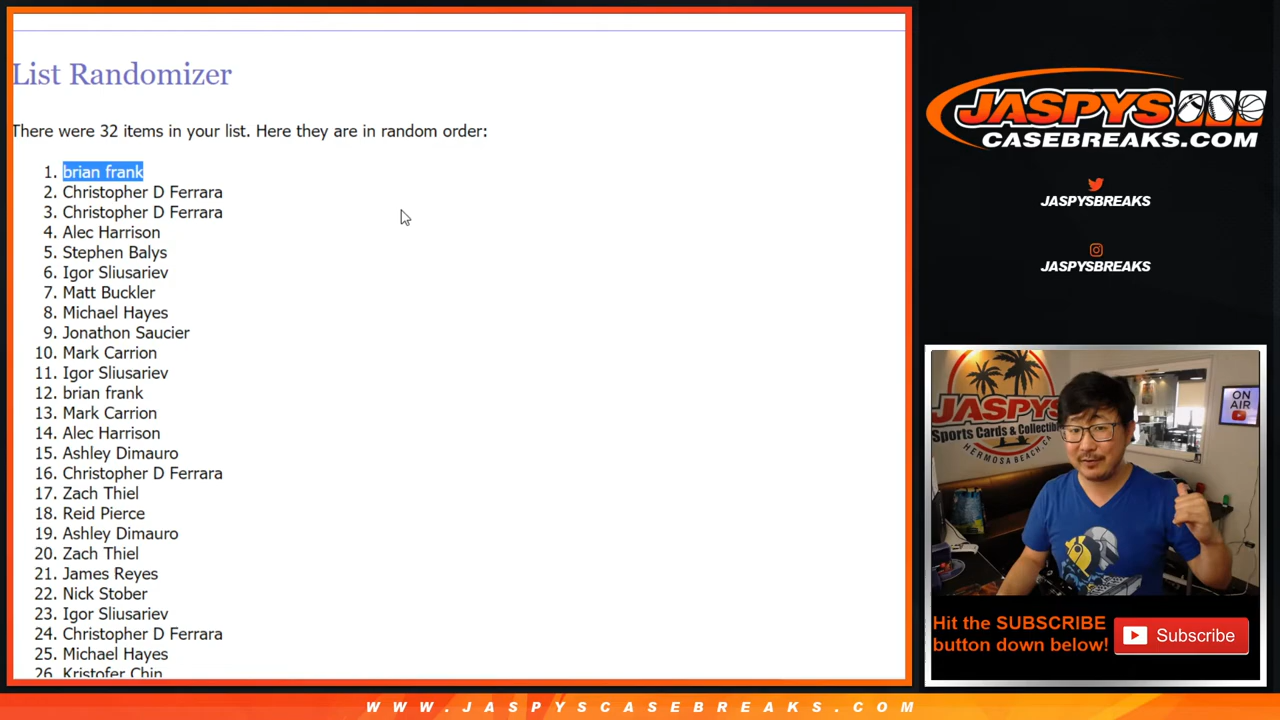 List Randomizer
There were 32 items in your list. Here they are in random order:
1. brian frank
2. Christopher D Ferrara
3. Christopher D Ferrara
4. Alec Harrison
5. Stephen Balys
6. Igor Sliusariev
7. Matt Buckler
8. Michael Hayes
9. Jonathon Saucier
10. Mark Carrion
11. Igor Sliusariev
12. brian frank
13. Mark Carrion
14. Alec Harrison
15. Ashley Dimauro
16. Christopher D Ferrara
17. Zach Thiel
18. Reid Pierce
19. Ashley Dimauro
20. Zach Thiel
21. James Reyes
22. Nick Stober
23. Igor Sliusariev
24. Christopher D Ferrara
25. Michael Hayes
26. Kristofer Chin
JASPYS
CASEBREAKS.COM
JASPYSBREAKS
JASPYSBREAKS
JASPYS
Sports Cards & Collectib
HERMOSA BEACH, CA
ON
AIR
Hit the SUBSCRIBE
button down below!
Subscribe
WWW.JASPYSCASEBREAKS.COM